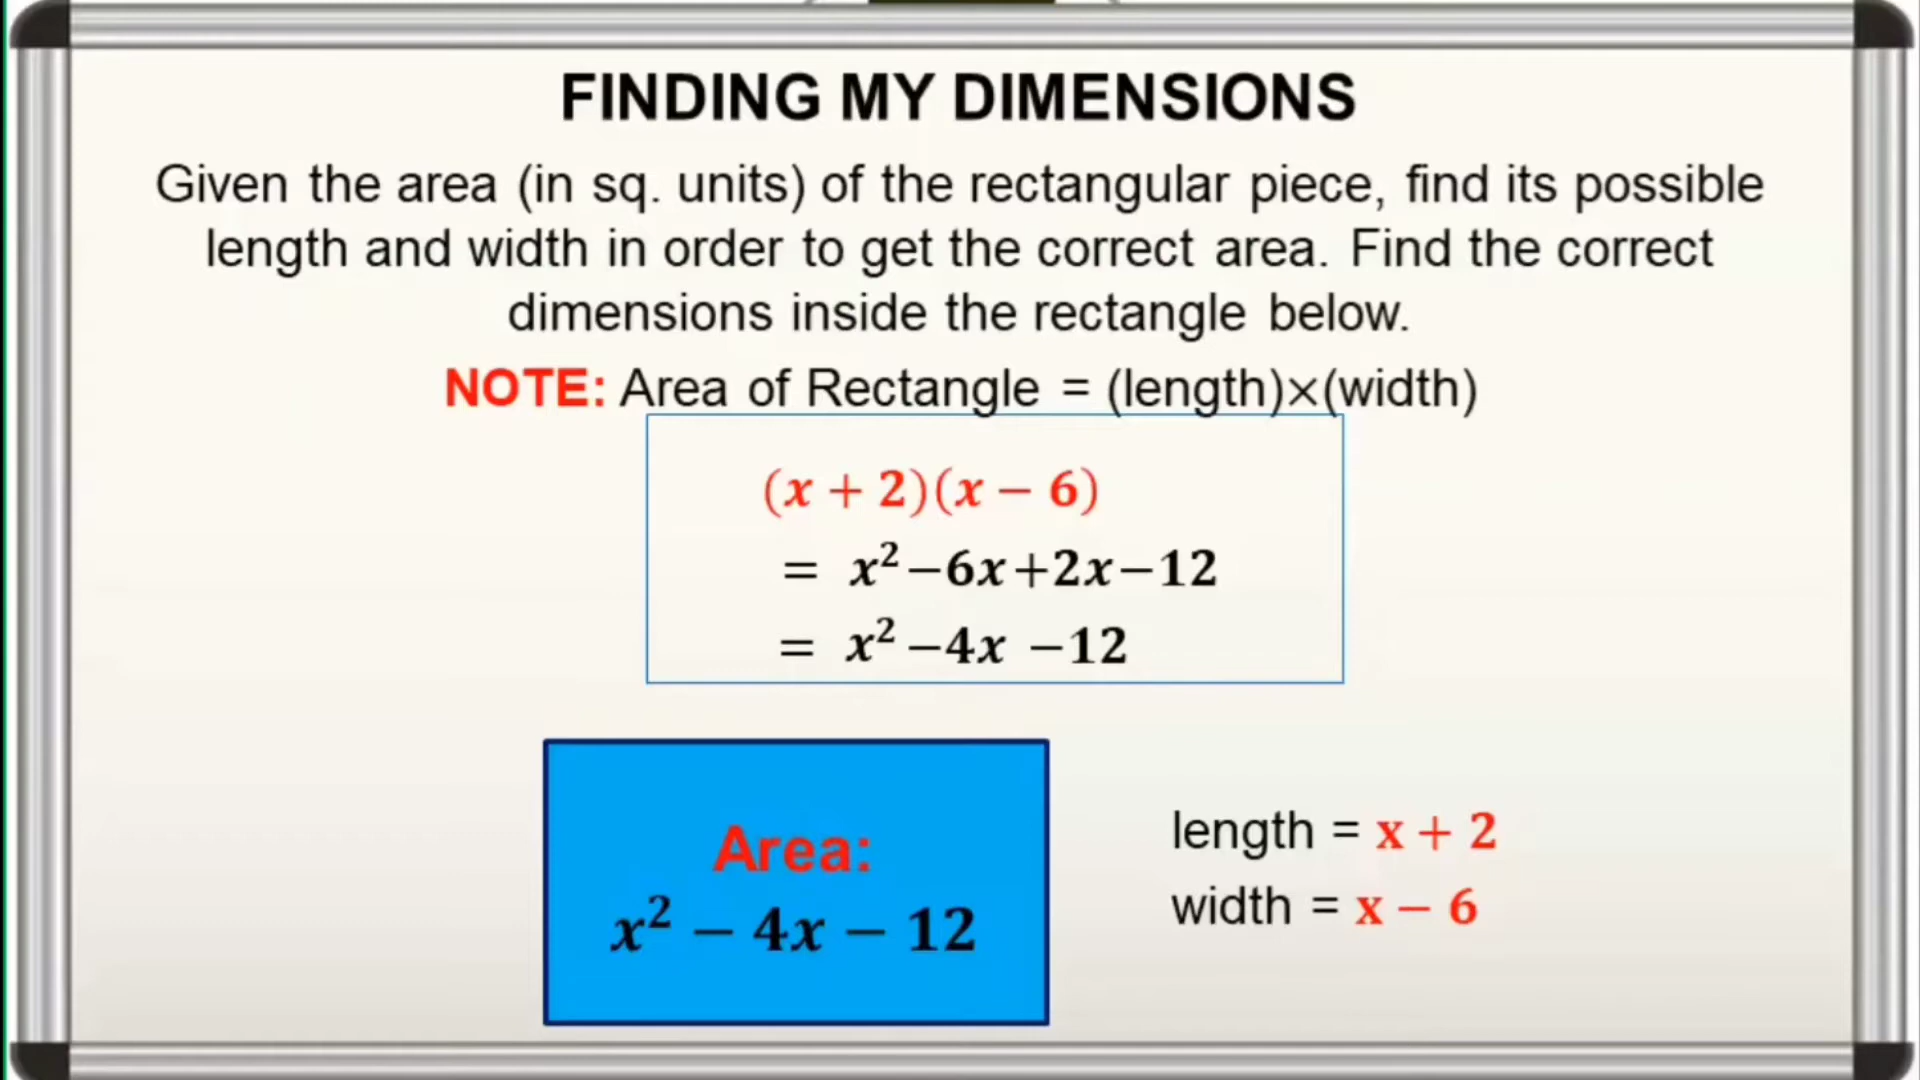 FINDING MY DIMENSIONS
Given the area (in sq. units) of the rectangular piece, find its possible
length and width in order to get the correct area. Find the correct
dimensions inside the rectangle below.
NOTE: Area of Rectangle = (length)×(width)
(x + 2)(x − 6)
= x²−6x+2x−12
= x² −4x −12
Area:
x² − 4x − 12
length = x + 2
width = x − 6